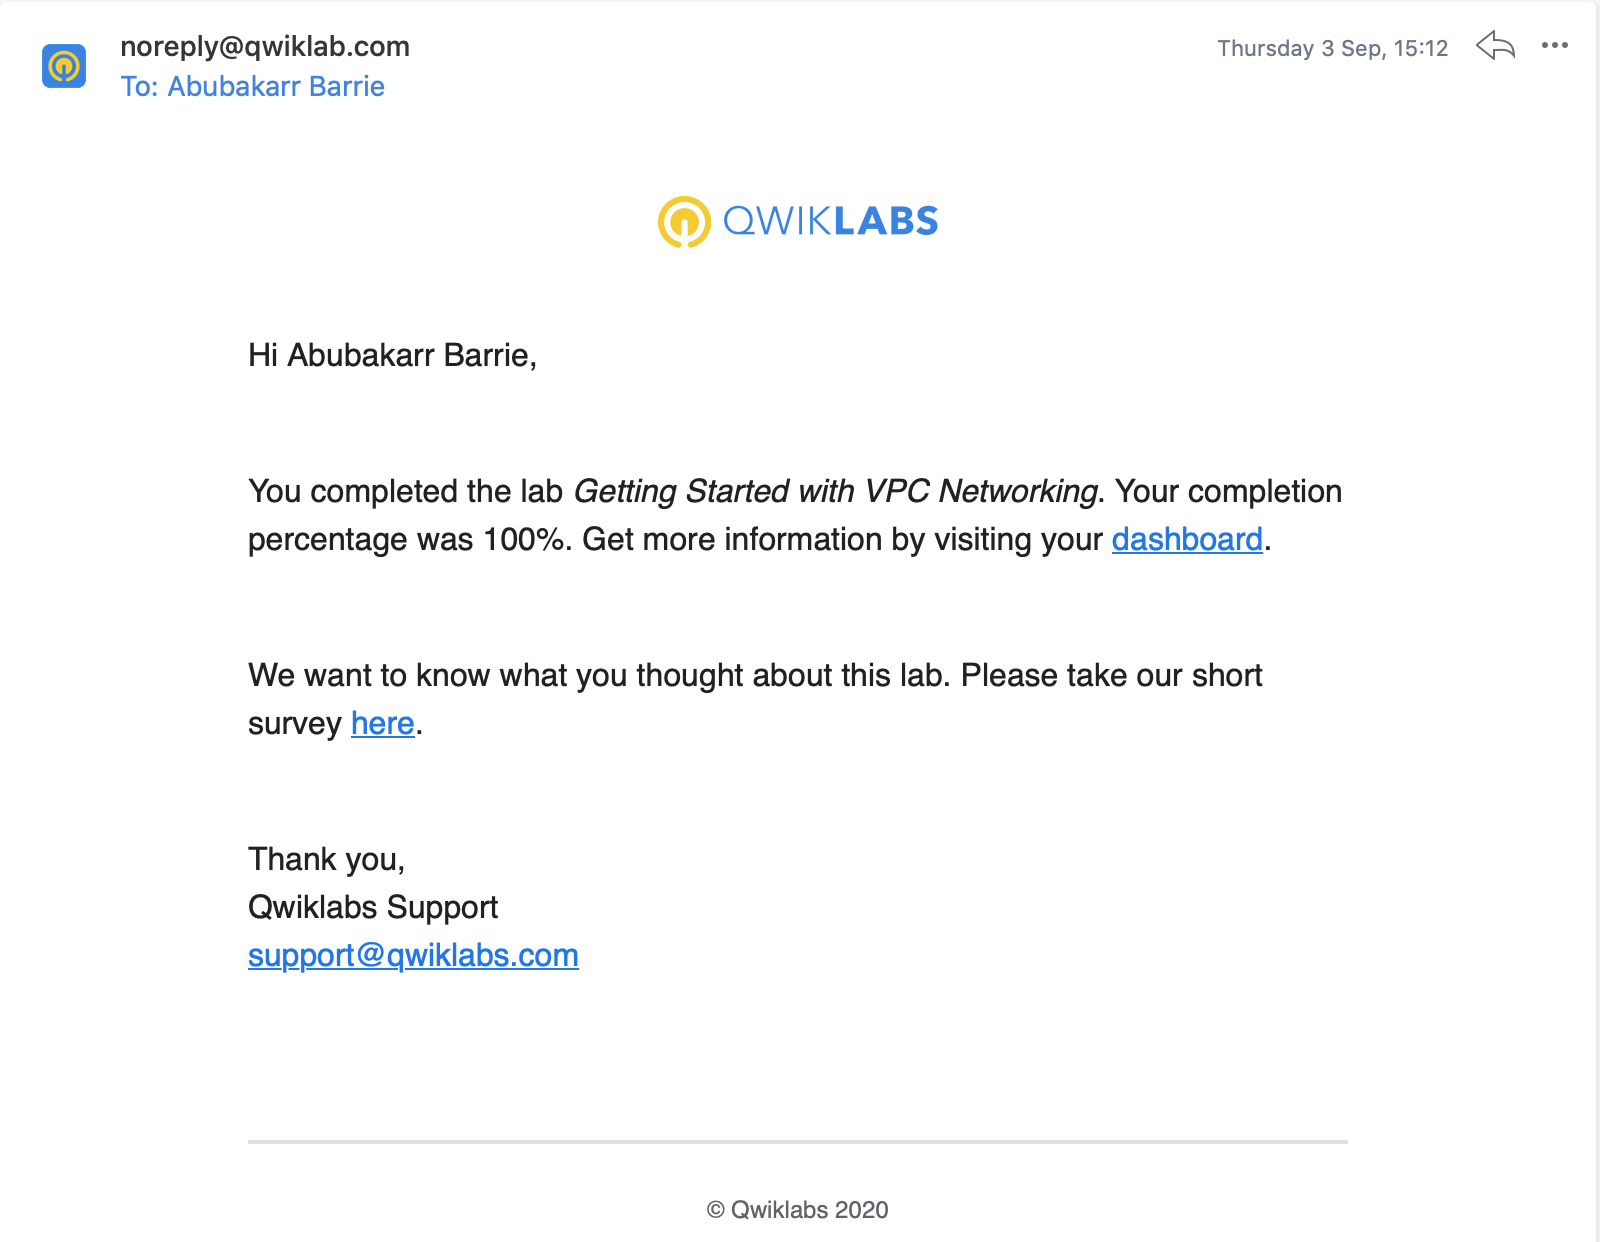 noreply@qwiklab.com
Thursday 3 Sep, 15:12
To: Abubakarr Barrie
QWIKLABS
Hi Abubakarr Barrie,
You completed the lab Getting Started with VPC Networking. Your completion
percentage was 100%. Get more information by visiting your dashboard.
We want to know what you thought about this lab. Please take our short
survey here.
Thank you,
Qwiklabs Support
support@qwiklabs.com
© Qwiklabs 2020